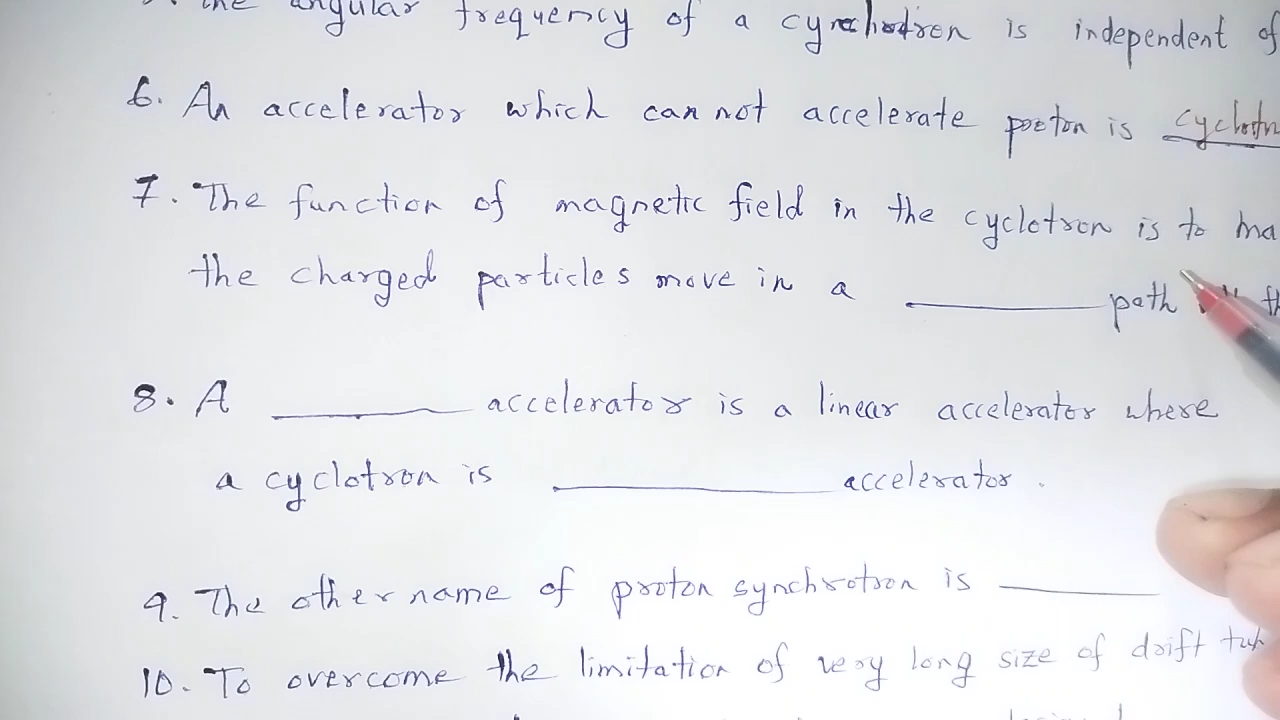 the angular frequency of a cynchotron is independent of
6. An accelerator which can not accelerate proton is cyclotn
7. The function of magnetic field in the cyclotron is to ma
the charged particles move in a ________ path
8. A ________ accelerator is a linear accelerator where
a cyclotron is ________ accelerator.
9. The other name of proton synchrotron is ________
10. To overcome the limitation of very long size of drift tub